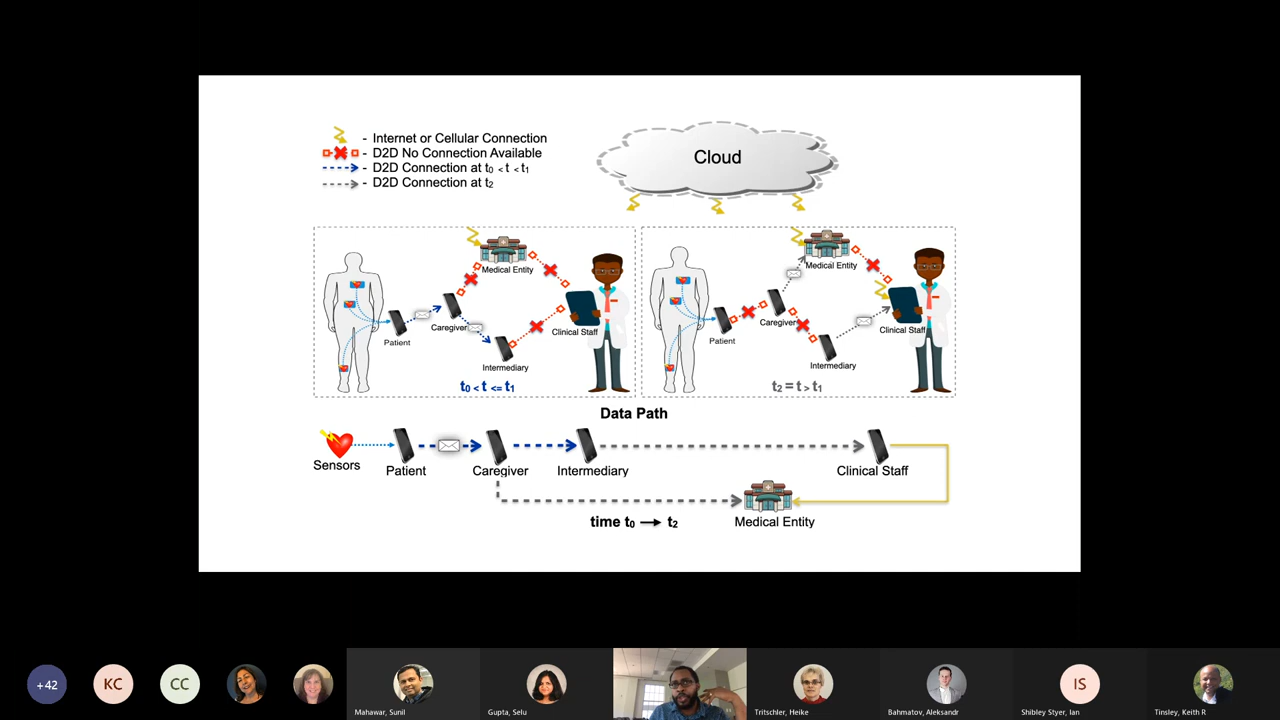 - Internet or Cellular Connection
- D2D No Connection Available
- D2D Connection at t0 < t < t1
- D2D Connection at t2
Cloud
Medical Entity
Patient
Caregiver
Intermediary
Clinical Staff
t0 < t <= t1
Medical Entity
Patient
Caregiver
Intermediary
Clinical Staff
t2 = t > t1
Data Path
Sensors
Patient
Caregiver
Intermediary
Clinical Staff
time t0 → t2
Medical Entity
+42
KC
CC
Mahawar, Sunil
Gupta, Selu
Tritschler, Heike
Bahmatov, Aleksandr
IS
Shibley Styer, Ian
Tinsley, Keith R